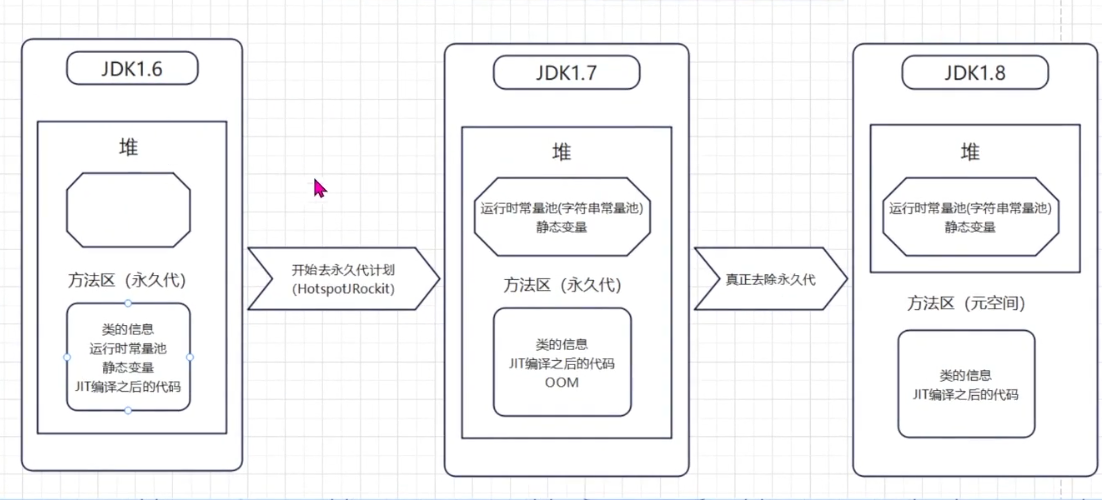 JDK1.6
堆
方法区（永久代）
类的信息
运行时常量池
静态变量
JIT编译之后的代码
开始去永久代计划
(HotspotJRockit)
JDK1.7
堆
运行时常量池(字符串常量池)
静态变量
方法区（永久代）
类的信息
JIT编译之后的代码
OOM
真正去除永久代
JDK1.8
堆
运行时常量池(字符串常量池)
静态变量
方法区（元空间）
类的信息
JIT编译之后的代码